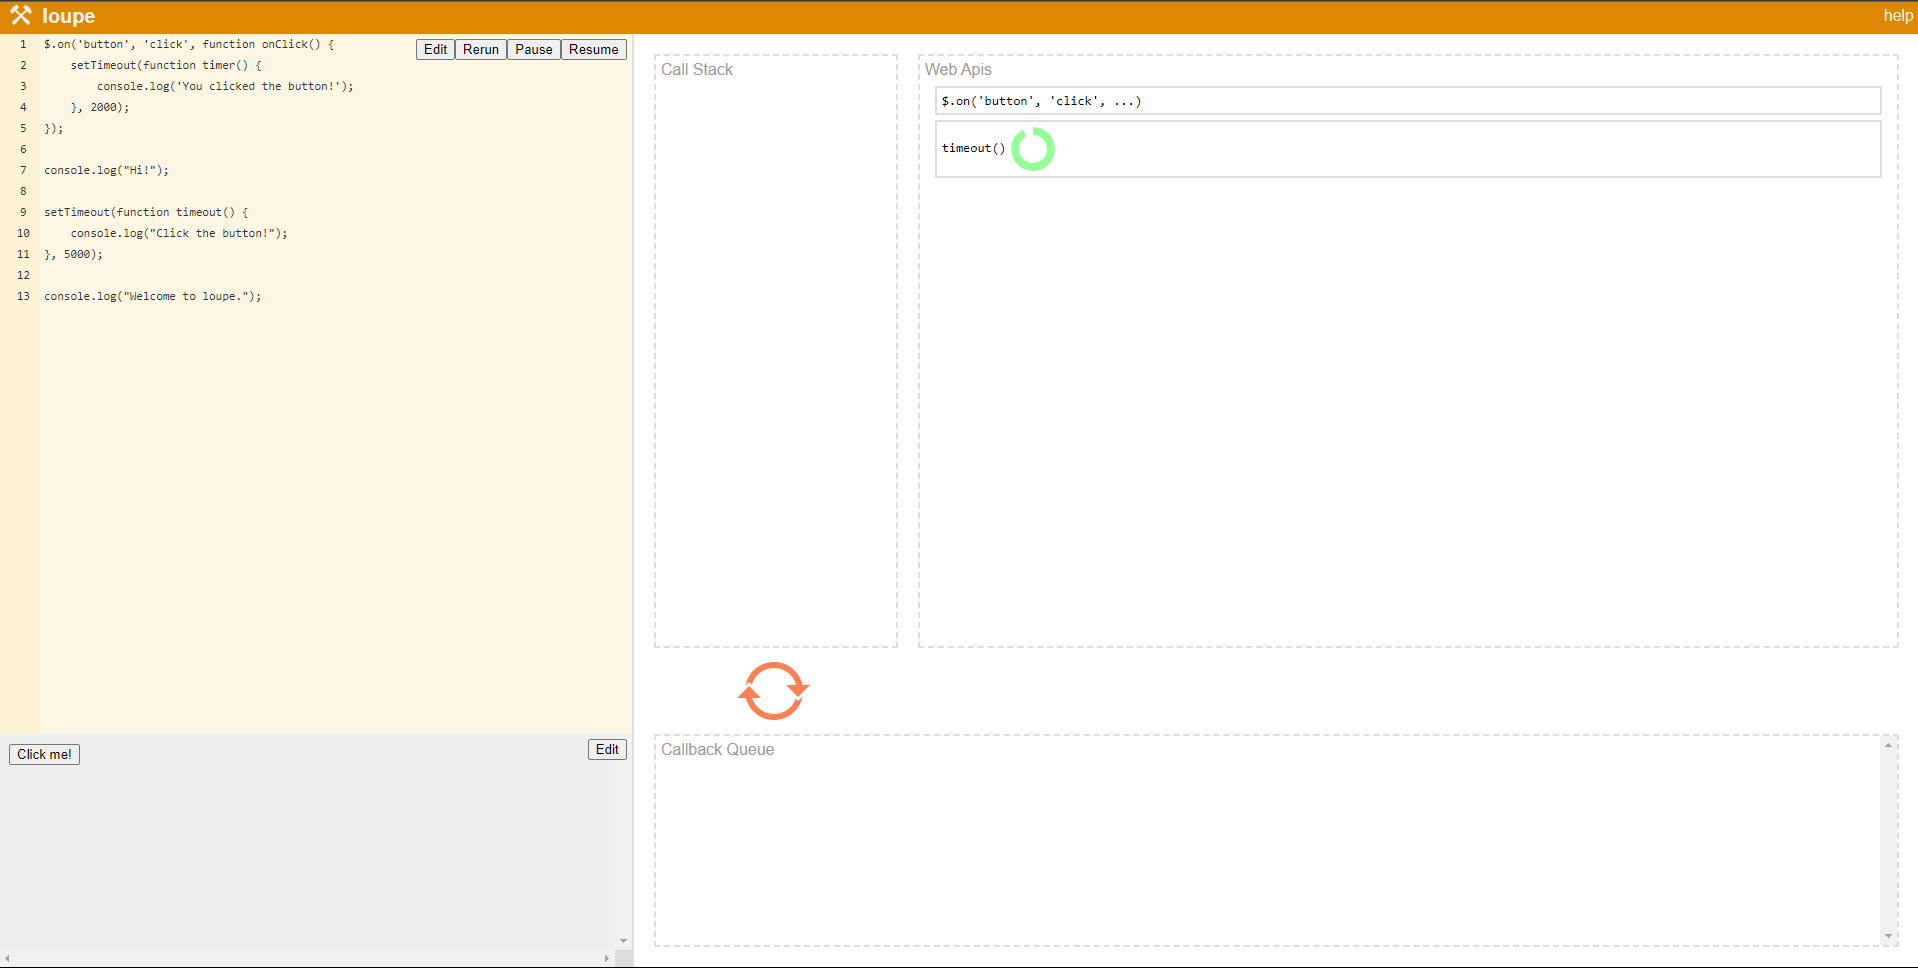 loupe
help
Edit Rerun Pause Resume
1 $.on('button', 'click', function onClick() {
2     setTimeout(function timer() {
3         console.log('You clicked the button!');
4     }, 2000);
5 });
6
7 console.log("Hi!");
8
9 setTimeout(function timeout() {
10     console.log("Click the button!");
11 }, 5000);
12
13 console.log("Welcome to loupe.");
Click me!
Edit
Call Stack
Web Apis
$.on('button', 'click', ...)
timeout()
Callback Queue